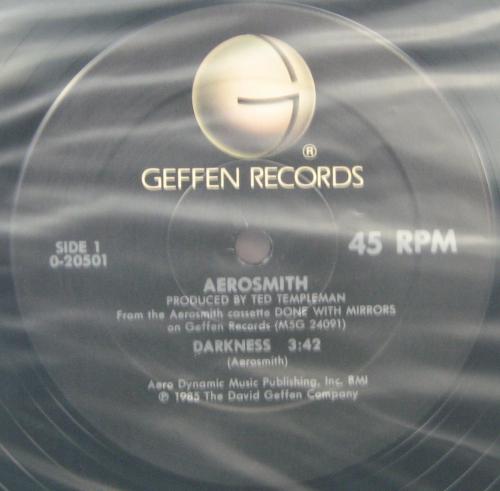 ®
GEFFEN RECORDS
SIDE 1
0-20501
45 RPM
AEROSMITH
PRODUCED BY TED TEMPLEMAN
From the Aerosmith cassette DONE WITH MIRRORS
on Geffen Records (M5G 24091)
DARKNESS 3:42
(Aerosmith)
Aero Dynamic Music Publishing, Inc. BMI
℗ 1985 The David Geffen Company